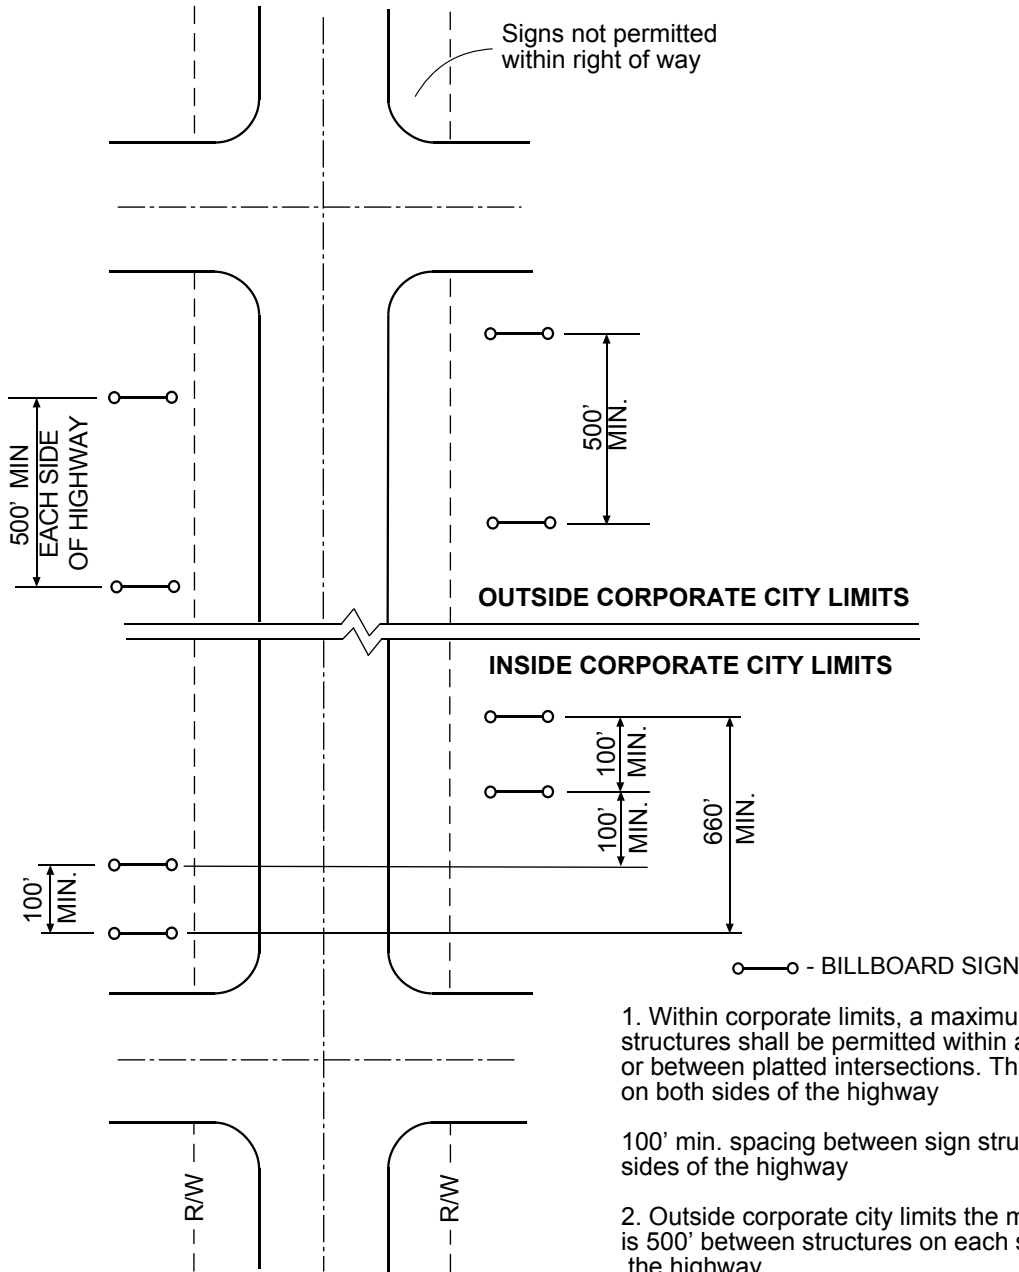 Signs not permitted
within right of way
500' MIN
EACH SIDE
OF HIGHWAY
500'
MIN.
OUTSIDE CORPORATE CITY LIMITS
INSIDE CORPORATE CITY LIMITS
100'
MIN.
100'
MIN.
660'
MIN.
100'
MIN.
- BILLBOARD SIGN
1. Within corporate limits, a
structures shall be permitted within
or between platted intersections.
on both sides of the highway
100' min. spacing between sign
sides of the highway
2. Outside corporate city limits the
is 500' between structures on each
the highway
R/W
R/W